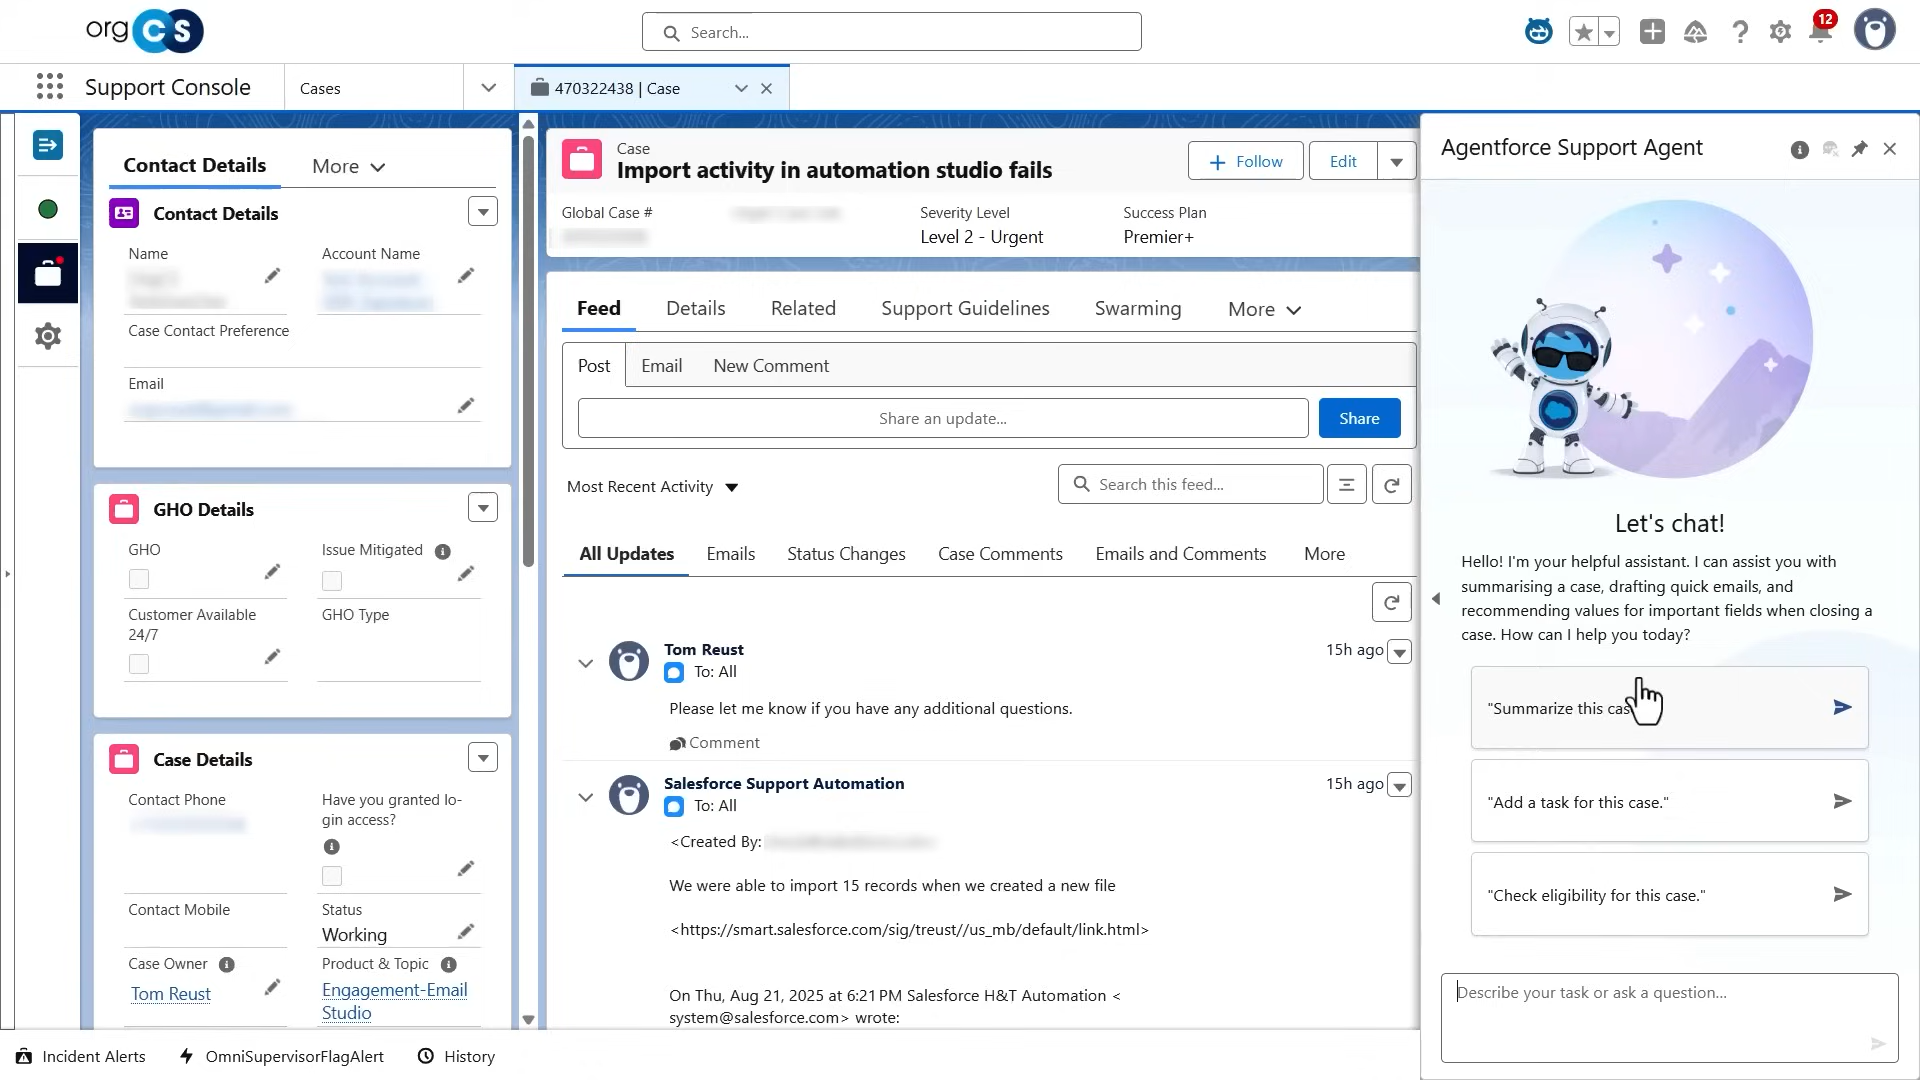 org CS
Search...
12
Support Console
Cases
470322438 | Case
Contact Details
More
Contact Details
Name
Account Name
Case Contact Preference
Email
GHO Details
GHO
Issue Mitigated
Customer Available
24/7
GHO Type
Case Details
Contact Phone
Have you granted lo-
gin access?
Contact Mobile
Status
Working
Case Owner
Tom Reust
Product & Topic
Engagement-Email
Studio
Case
Import activity in automation studio fails
Follow
Edit
Global Case #
Severity Level
Level 2 - Urgent
Success Plan
Premier+
Feed
Details
Related
Support Guidelines
Swarming
More
Post
Email
New Comment
Share an update...
Share
Most Recent Activity
Search this feed...
All Updates
Emails
Status Changes
Case Comments
Emails and Comments
More
Tom Reust
15h ago
To: All
Please let me know if you have any additional questions.
Comment
Salesforce Support Automation
15h ago
To: All
<Created By:
We were able to import 15 records when we created a new file
<https://smart.salesforce.com/sig/treust//us_mb/default/link.html>
On Thu, Aug 21, 2025 at 6:21 PM Salesforce H&T Automation <
system@salesforce.com> wrote:
Agentforce Support Agent
Let's chat!
Hello! I'm your helpful assistant. I can assist you with
summarising a case, drafting quick emails, and
recommending values for important fields when closing a
case. How can I help you today?
"Summarize this cas
"Add a task for this case."
"Check eligibility for this case."
Describe your task or ask a question...
Incident Alerts
OmniSupervisorFlagAlert
History